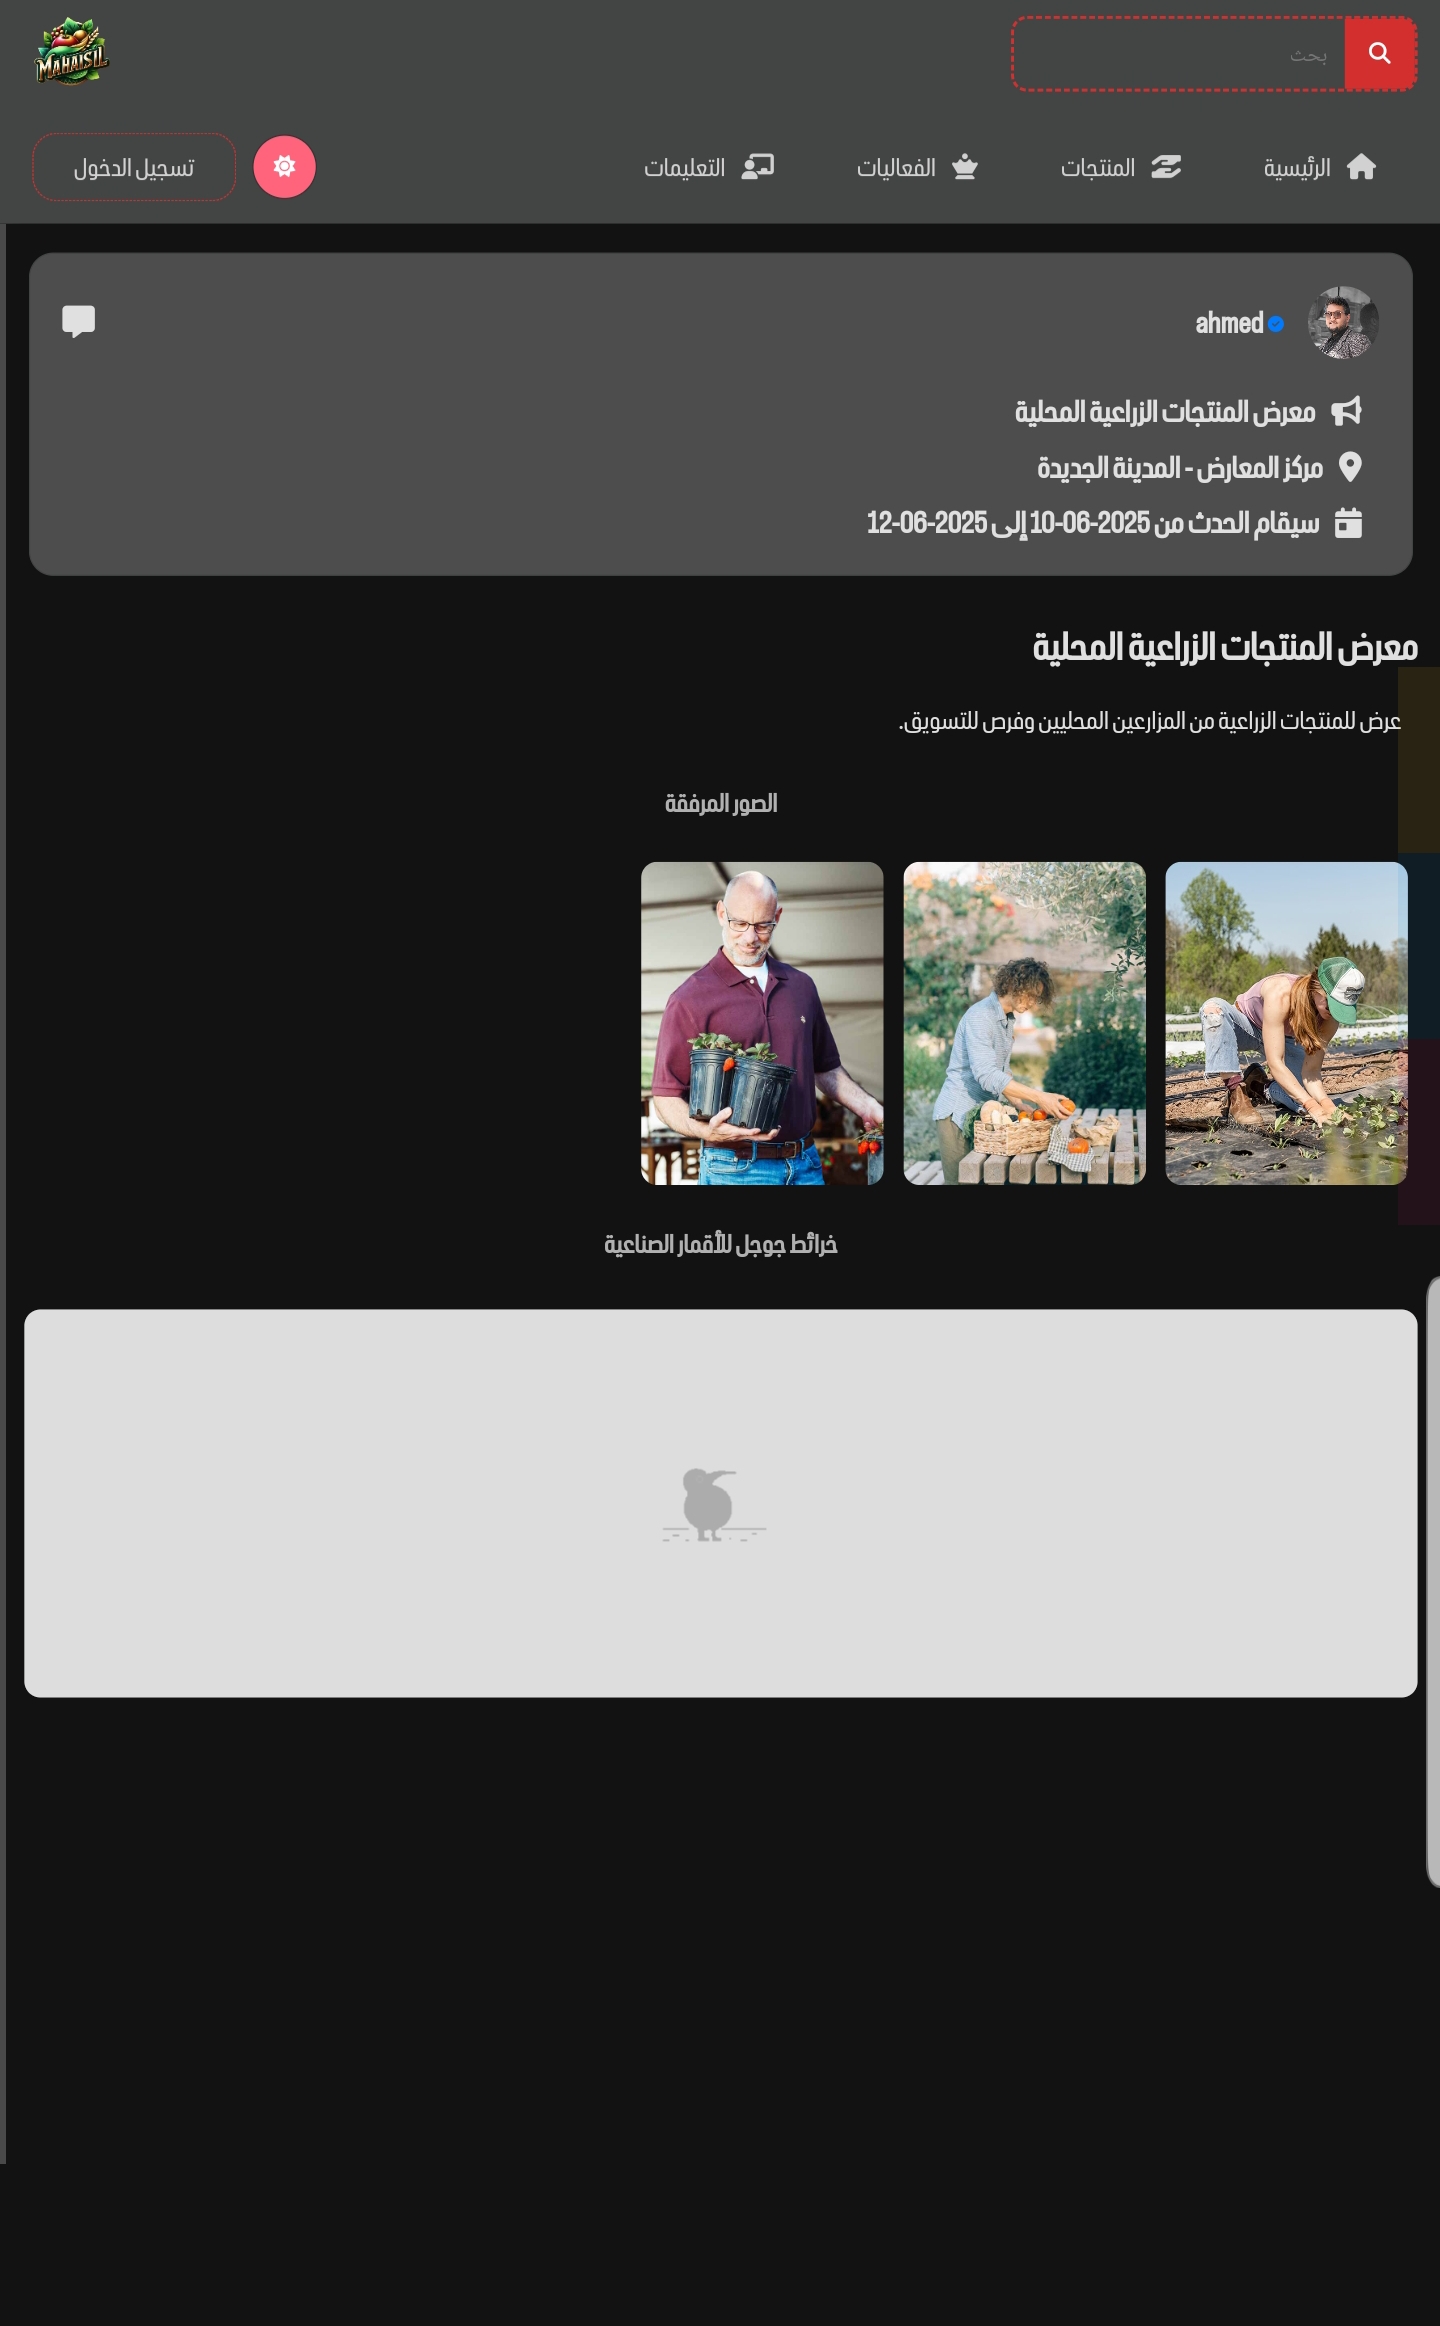 MAHAISIL
بحث
الرئيسية
المنتجات
الفعاليات
التعليمات
تسجيل الدخول
ahmed
معرض المنتجات الزراعية المحلية
مركز المعارض - المدينة الجديدة
سيقام الحدث من 2025-06-10 إلى 2025-06-12
معرض المنتجات الزراعية المحلية
عرض للمنتجات الزراعية من المزارعين المحليين وفرص للتسويق.
الصور المرفقة
خرائط جوجل للأقمار الصناعية